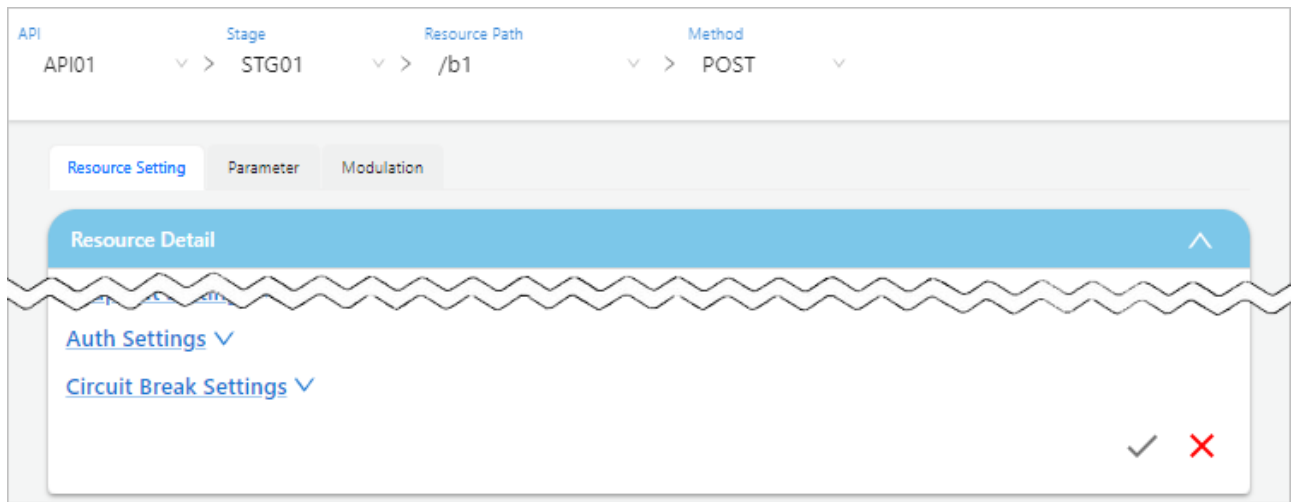 API Stage Resource Path Method
API01 > STG01 > /b1 > POST
Resource Setting Parameter Modulation
Resource Detail
Auth Settings
Circuit Break Settings